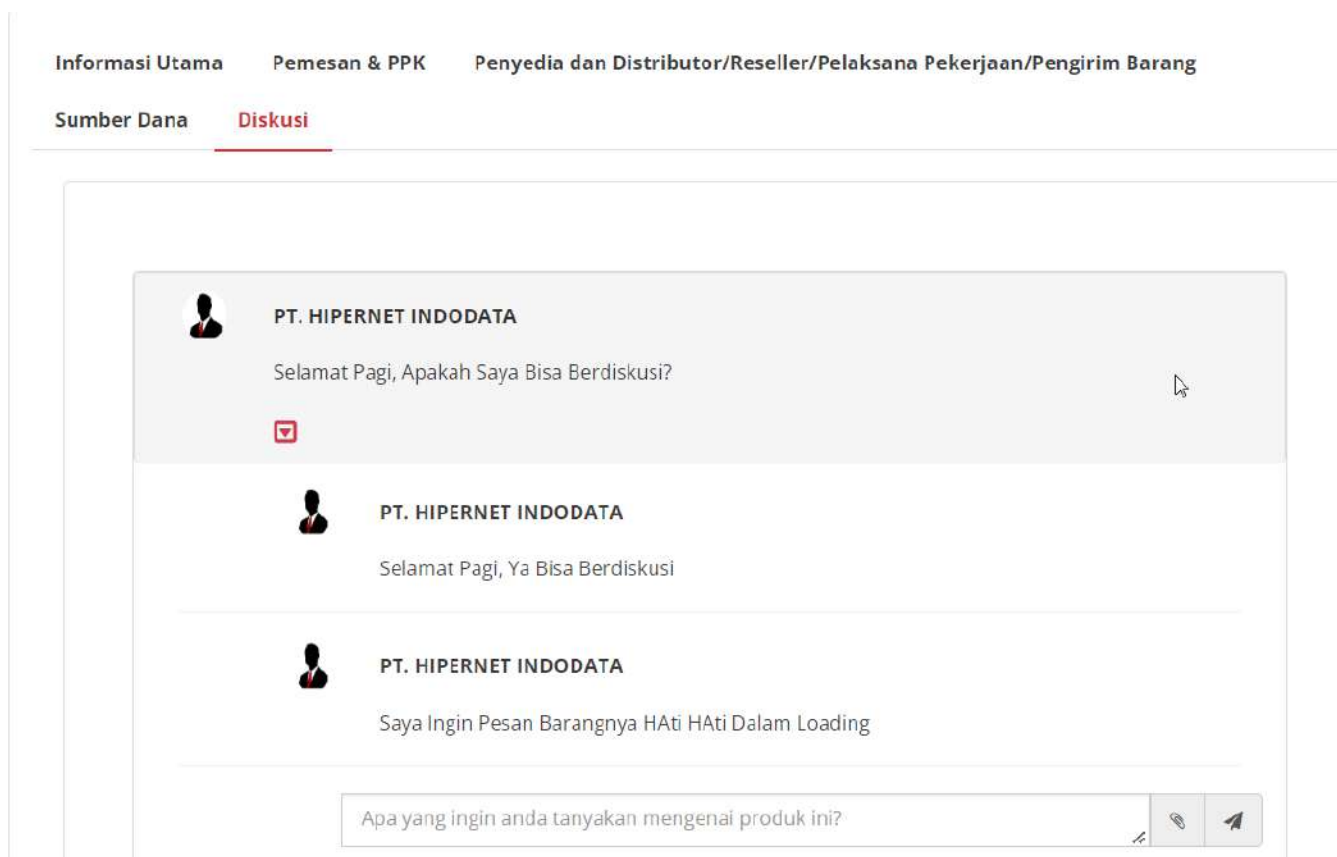 Informasi Utama Pemesan & PPK Penyedia dan Distributor/Reseller/Pelaksana Pekerjaan/Pengirim Barang
Sumber Dana Diskusi
PT. HIPERNET INDODATA
Selamat Pagi, Apakah Saya Bisa Berdiskusi?
PT. HIPERNET INDODATA
Selamat Pagi, Ya Bisa Berdiskusi
PT. HIPERNET INDODATA
Saya Ingin Pesan Barangnya HAti HAti Dalam Loading
Apa yang ingin anda tanyakan mengenai produk ini?